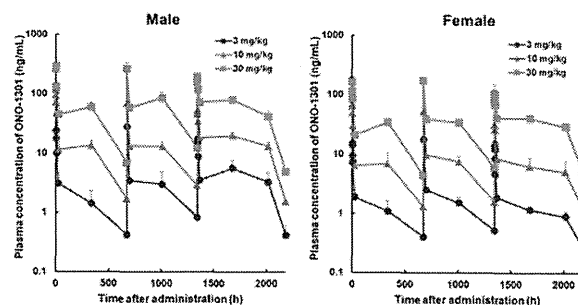 Male
Plasma concentration of ONO-1301 (ng/mL)
1000
100
10
1
0.1
3 mg/kg
10 mg/kg
30 mg/kg
0 500 1000 1500 2000
Time after administration (h)
Female
Plasma concentration of ONO-1301 (ng/mL)
1000
100
10
1
0.1
3 mg/kg
10 mg/kg
30 mg/kg
0 500 1000 1500 2000
Time after administration (h)